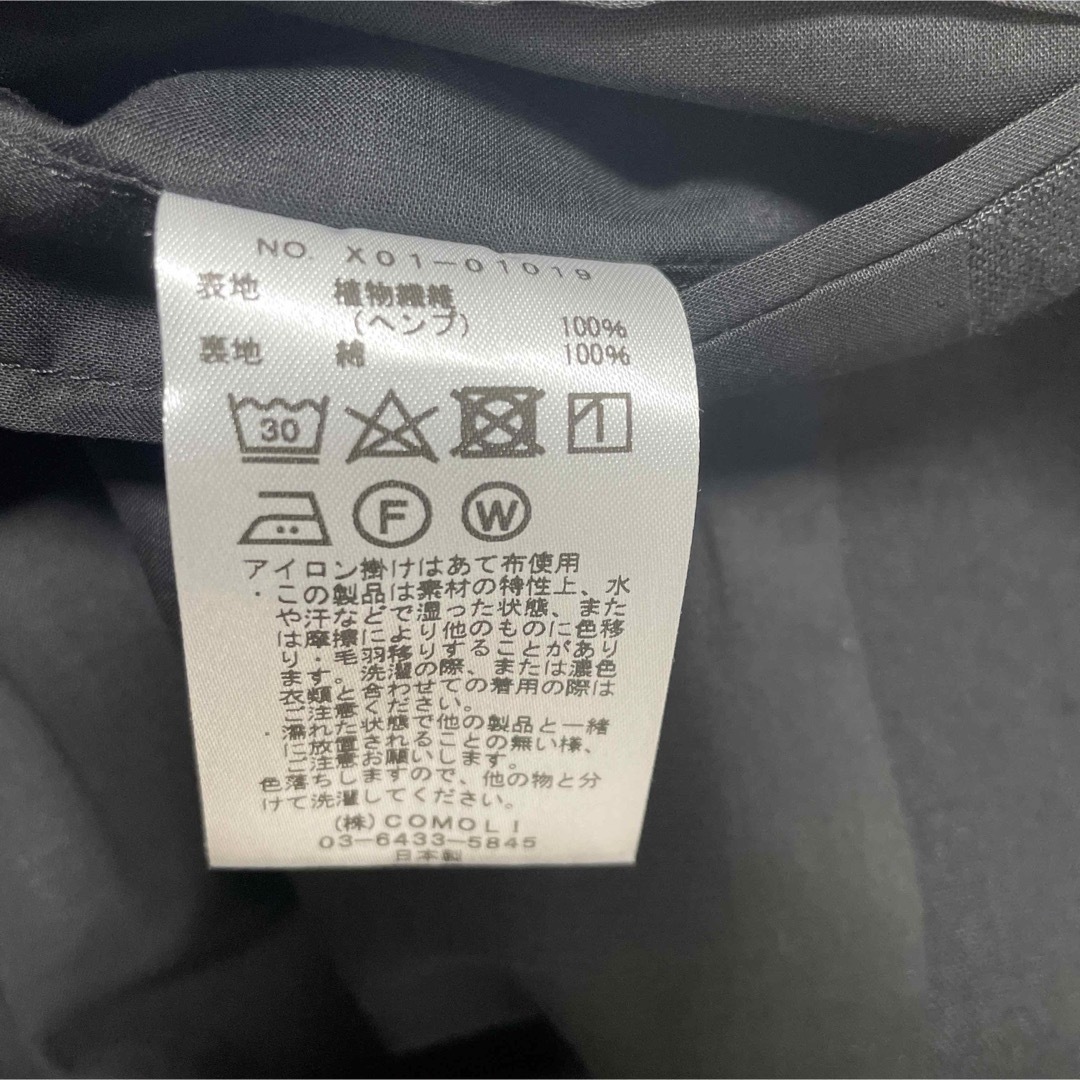 NO. X01-01019
表地 植物繊維
(ヘンプ) 100%
裏地 綿 100%
30
F W
アイロン掛けはあて布使用
・この製品は素材の特性上、水
や汗などで湿った状態、また
は摩擦により他のものに色移
り・毛羽移りすることがあり
ます。洗濯の際、または濃色
衣類と合わせての着用の際は
ご注意ください。
・濡れた状態で他の製品と一緒
に放置されることの無い様、
ご注意お願いします。
色落ちしますので、他の物と分
けて洗濯してください。
(株)COMOLI
03-6433-5845
日本製